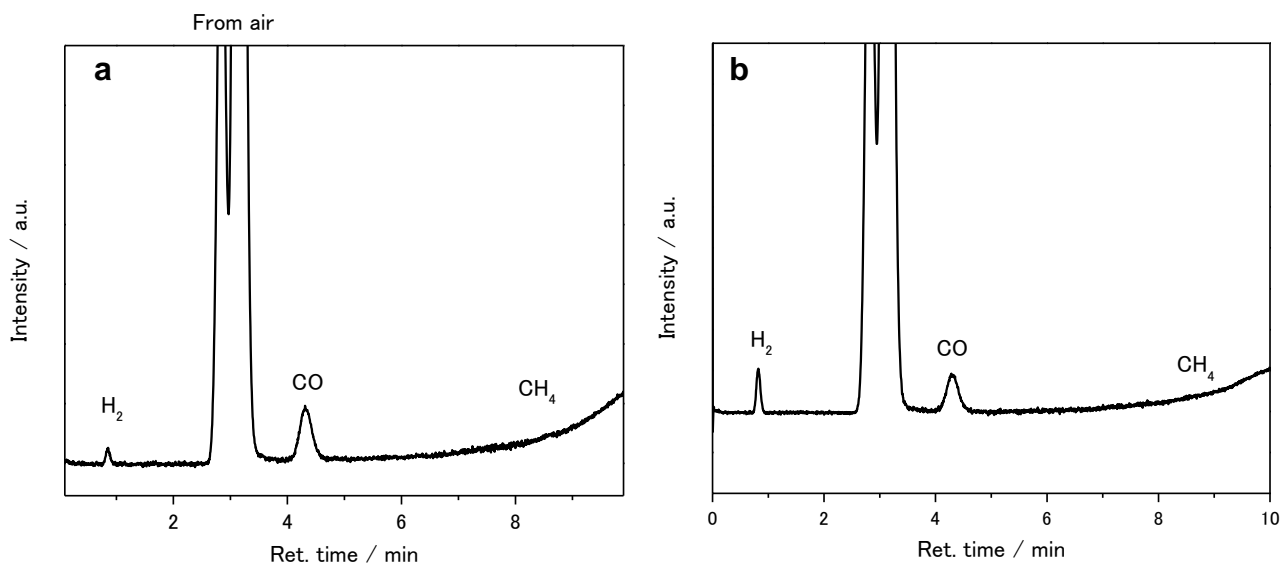 From air
a
H₂
CO
CH₄
Intensity / a.u.
2 4 6 8
Ret. time / min
b
H₂
CO
CH₄
Intensity / a.u.
0 2 4 6 8 10
Ret. time / min